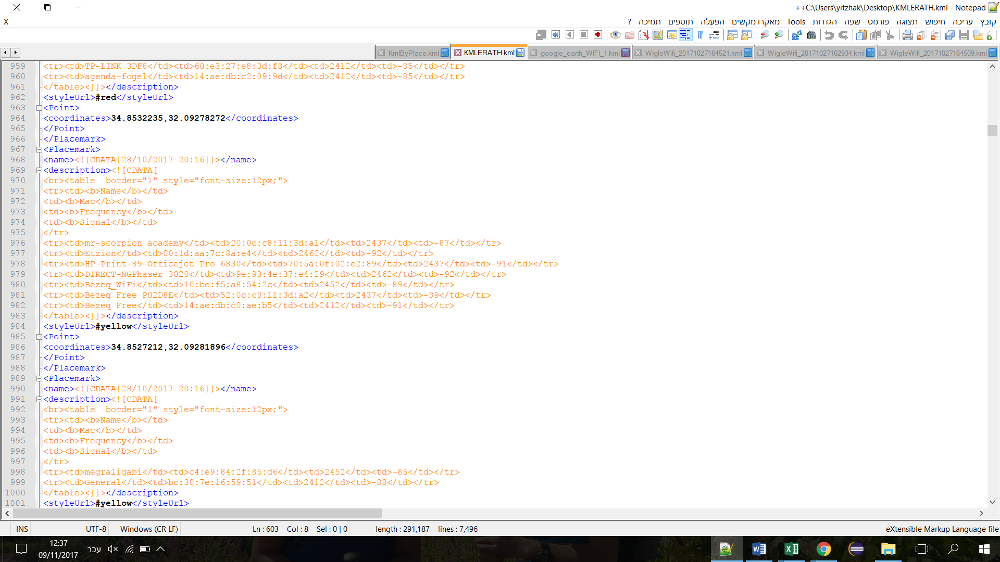 ++C:\Users\yitzhak\Desktop\KMLERATH.kml - Notepad
X
קובץ עריכה חיפוש תצוגה פורמט שפה הגדרות Tools מאקרו מקשים הפעלה תוספים תמיכה ?
KmlByPlace.kml KMLERATH.kml google_earth_WIFI_1.kml WigleWifi_20171027164521.kml WigleWifi_20171027162934.kml WigleWifi_20171027164509.kml
959 <tr><td>TP-LINK_3DF8</td><td>60:e3:27:e8:3d:f8</td><td>2412</td><td>-85</td></tr>
960 <tr><td>agenda-fogel</td><td>14:ae:db:c2:09:9d</td><td>2412</td><td>-85</td></tr>
961 </table><]]></description>
962 <styleUrl>#red</styleUrl>
963 <Point>
964 <coordinates>34.8532235,32.09278272</coordinates>
965 </Point>
966 </Placemark>
967 <Placemark>
968 <name><![CDATA[28/10/2017 20:16]]></name>
969 <description><![CDATA[
970 <br><table  border="1" style="font-size:12px;">
971 <tr><td><b>Name</b></td>
972 <td><b>Mac</b></td>
973 <td><b>Frequency</b></td>
974 <td><b>Signal</b></td>
975 </tr>
976 <tr><td>mr-scorpion academy</td><td>20:0c:c8:11:3d:a1</td><td>2437</td><td>-87</td></tr>
977 <tr><td>Etzion</td><td>00:1d:aa:7c:8a:e4</td><td>2462</td><td>-92</td></tr>
978 <tr><td>HP-Print-89-Officejet Pro 6830</td><td>70:5a:0f:02:e2:89</td><td>2437</td><td>-91</td></tr>
979 <tr><td>DIRECT-NGPhaser 3020</td><td>9e:93:4e:37:e4:29</td><td>2462</td><td>-92</td></tr>
980 <tr><td>Bezeq_WiFi</td><td>10:be:f5:a8:54:2c</td><td>2452</td><td>-89</td></tr>
981 <tr><td>Bezeq Free P02D8E</td><td>52:0c:c8:11:3d:a2</td><td>2437</td><td>-89</td></tr>
982 <tr><td>Bezeq Free</td><td>14:ae:db:c0:ae:b5</td><td>2412</td><td>-91</td></tr>
983 </table><]]></description>
984 <styleUrl>#yellow</styleUrl>
985 <Point>
986 <coordinates>34.8527212,32.09281896</coordinates>
987 </Point>
988 </Placemark>
989 <Placemark>
990 <name><![CDATA[28/10/2017 20:16]]></name>
991 <description><![CDATA[
992 <br><table  border="1" style="font-size:12px;">
993 <tr><td><b>Name</b></td>
994 <td><b>Mac</b></td>
995 <td><b>Frequency</b></td>
996 <td><b>Signal</b></td>
997 </tr>
998 <tr><td>megraligabi</td><td>c4:e9:84:2f:85:d6</td><td>2452</td><td>-85</td></tr>
999 <tr><td>General</td><td>bc:30:7e:16:59:51</td><td>2412</td><td>-88</td></tr>
1000 </table><]]></description>
1001 <styleUrl>#yellow</styleUrl>
INS UTF-8 Windows (CR LF) Ln : 603 Col : 8 Sel : 0 | 0 length : 291,187 lines : 7,496 eXtensible Markup Language file
12:37
עבר
09/11/2017